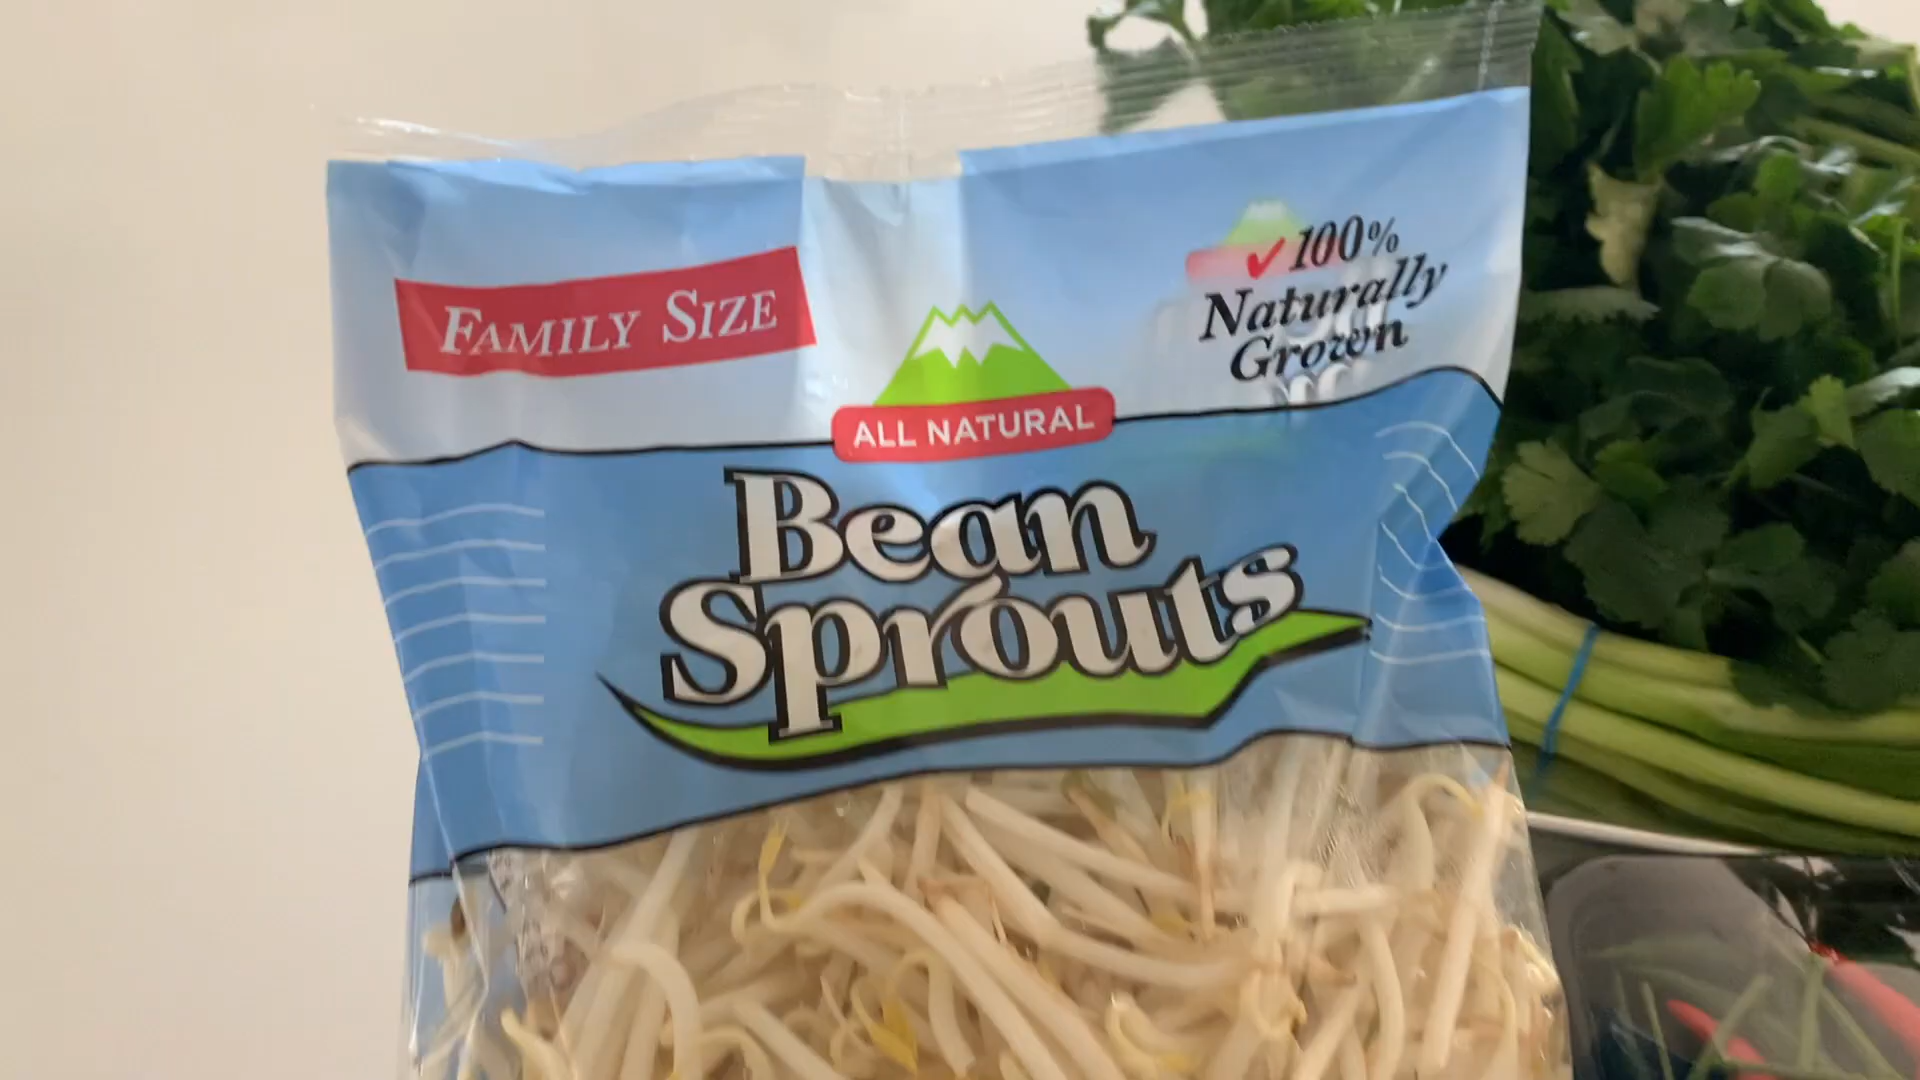 FAMILY SIZE
100%
Naturally
Grown
ALL NATURAL
Bean
Sprouts